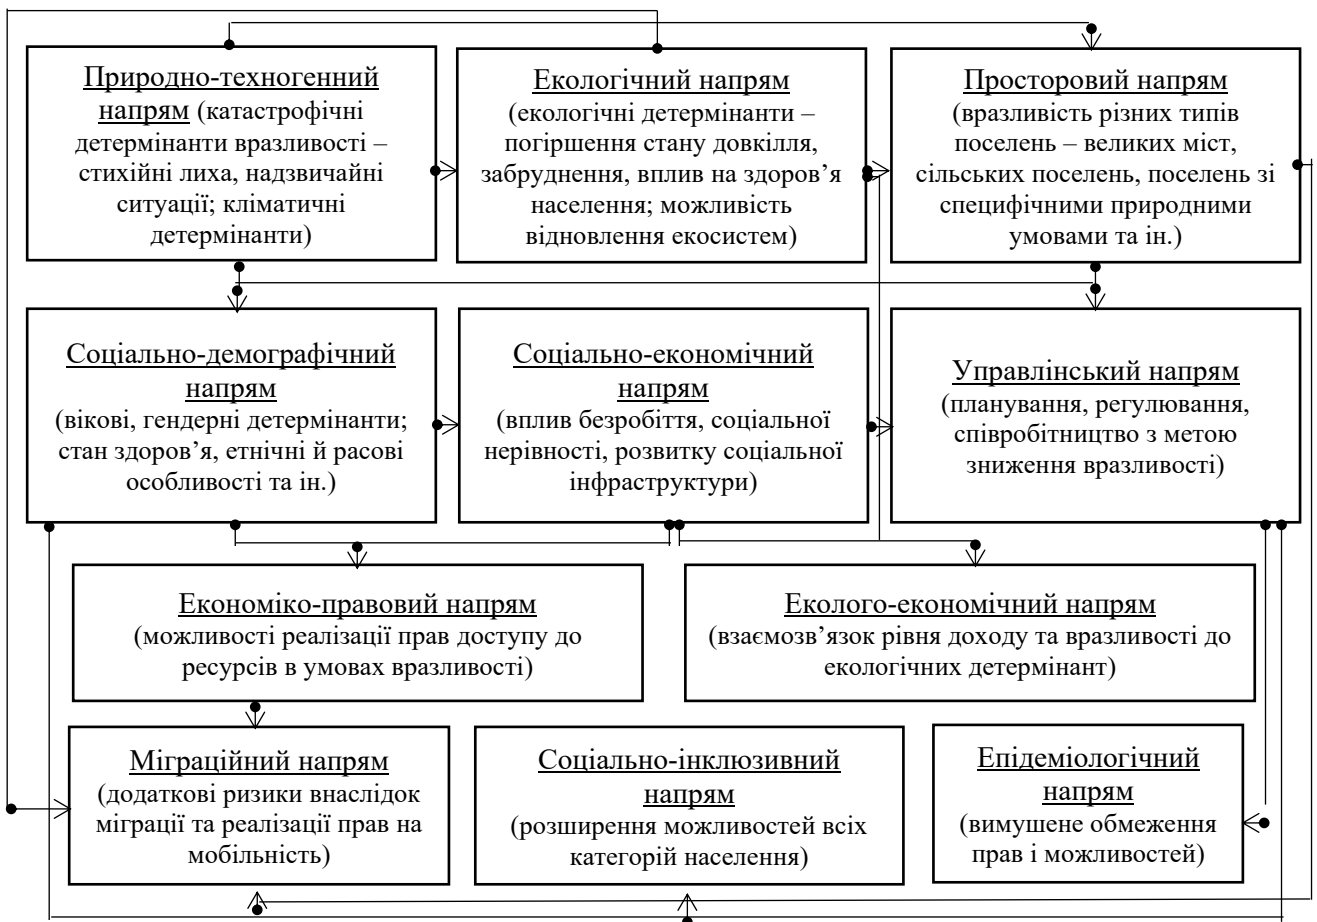 Природно-техногенний
напрям (катастрофічні
детермінанти вразливості –
стихійні лиха, надзвичайні
ситуації; кліматичні
детермінанти)
Екологічний напрям
(екологічні детермінанти –
погіршення стану довкілля,
забруднення, вплив на здоров’я
населення; можливість
відновлення екосистем)
Просторовий напрям
(вразливість різних типів
поселень – великих міст,
сільських поселень, поселень зі
специфічними природними
умовами та ін.)
Соціально-демографічний
напрям
(вікові, гендерні детермінанти;
стан здоров’я, етнічні й расові
особливості та ін.)
Соціально-економічний
напрям
(вплив безробіття, соціальної
нерівності, розвитку соціальної
інфраструктури)
Управлінський напрям
(планування, регулювання,
співробітництво з метою
зниження вразливості)
Економіко-правовий напрям
(можливості реалізації прав доступу до
ресурсів в умовах вразливості)
Еколого-економічний напрям
(взаємозв’язок рівня доходу та вразливості до
екологічних детермінант)
Міграційний напрям
(додаткові ризики внаслідок
міграції та реалізації прав на
мобільність)
Соціально-інклюзивний
напрям
(розширення можливостей всіх
категорій населення)
Епідеміологічний
напрям
(вимушене обмеження
прав і можливостей)